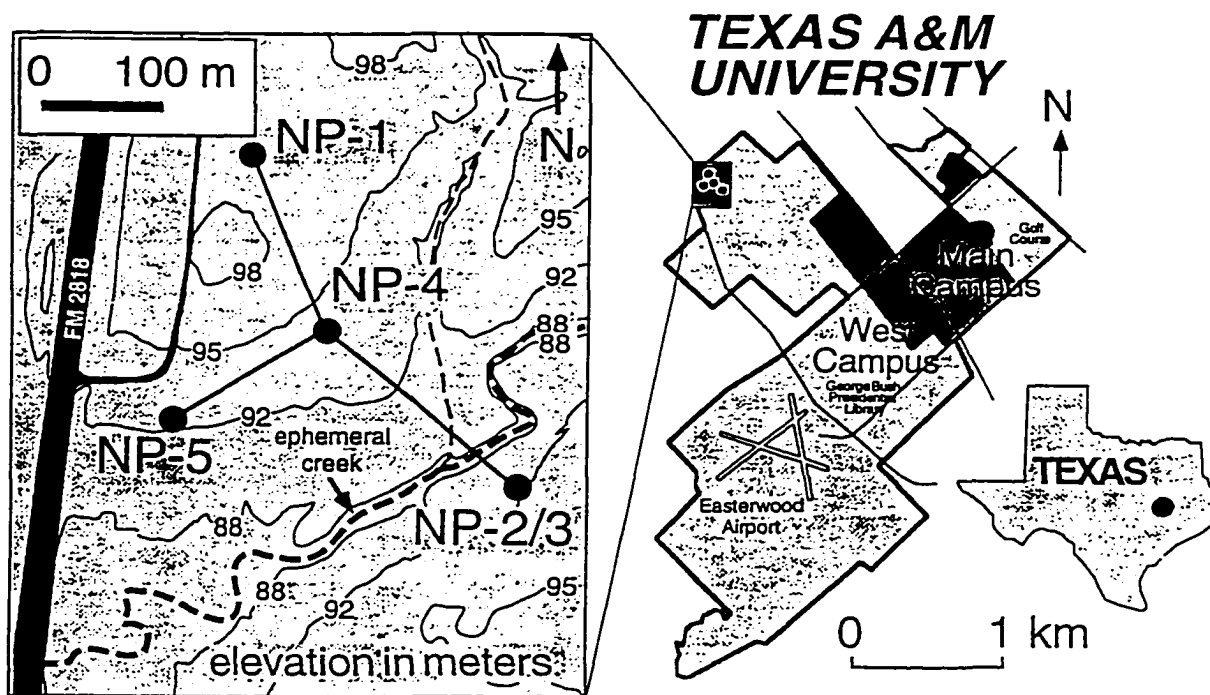 0 100 m
98
N
NP-1
95
98
NP-4
92
FM 2818
88
88
95
NP-5
92
ephemeral
creek
NP-2/3
88
88
92
95
elevation in meters
TEXAS A&M
UNIVERSITY
N
Golf
Course
Main
Campus
West
Campus
George Bush
Presidential
Library
Easterwood
Airport
TEXAS
0 1 km